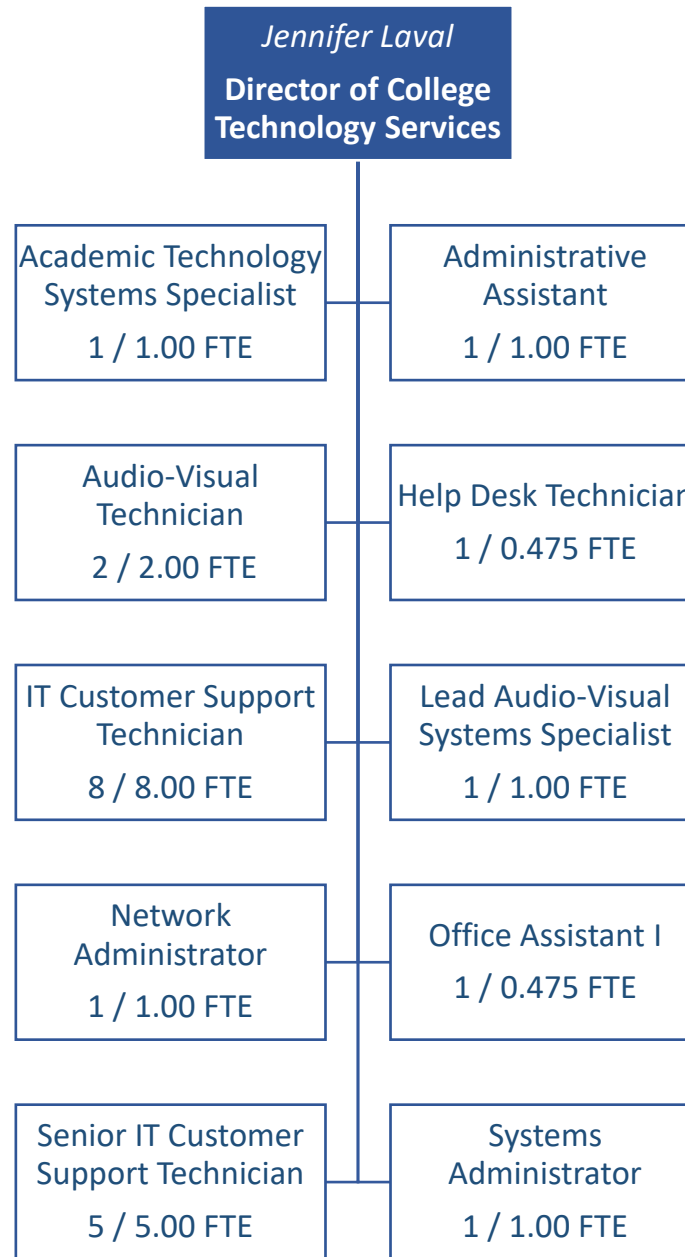 Jennifer Laval
Director of College
Technology Services
Academic Technology
Systems Specialist
1 / 1.00 FTE
Administrative
Assistant
1 / 1.00 FTE
Audio-Visual
Technician
2 / 2.00 FTE
Help Desk Technician
1 / 0.475 FTE
IT Customer Support
Technician
8 / 8.00 FTE
Lead Audio-Visual
Systems Specialist
1 / 1.00 FTE
Network
Administrator
1 / 1.00 FTE
Office Assistant I
1 / 0.475 FTE
Senior IT Customer
Support Technician
5 / 5.00 FTE
Systems
Administrator
1 / 1.00 FTE